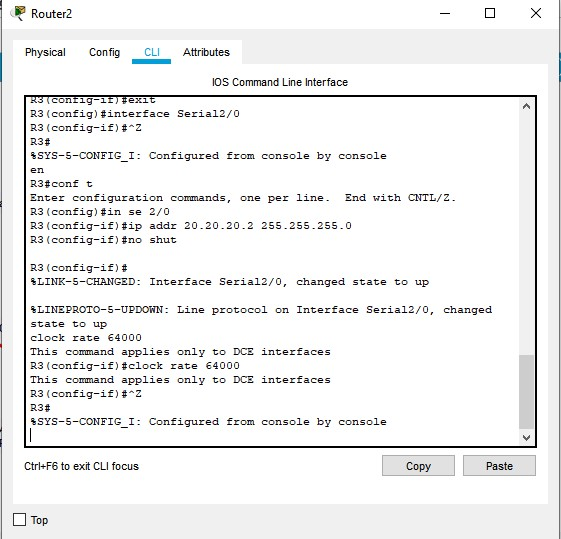 Router2
Physical Config CLI Attributes
IOS Command Line Interface
R3(config-if)#exit
R3(config)#interface Serial2/0
R3(config-if)#^Z
R3#
%SYS-5-CONFIG_I: Configured from console by console
en
R3#conf t
Enter configuration commands, one per line.  End with CNTL/Z.
R3(config)#in se 2/0
R3(config-if)#ip addr 20.20.20.2 255.255.255.0
R3(config-if)#no shut
R3(config-if)#
%LINK-5-CHANGED: Interface Serial2/0, changed state to up
%LINEPROTO-5-UPDOWN: Line protocol on Interface Serial2/0, changed
state to up
clock rate 64000
This command applies only to DCE interfaces
R3(config-if)#clock rate 64000
This command applies only to DCE interfaces
R3(config-if)#^Z
R3#
%SYS-5-CONFIG_I: Configured from console by console
Ctrl+F6 to exit CLI focus
Copy Paste
Top